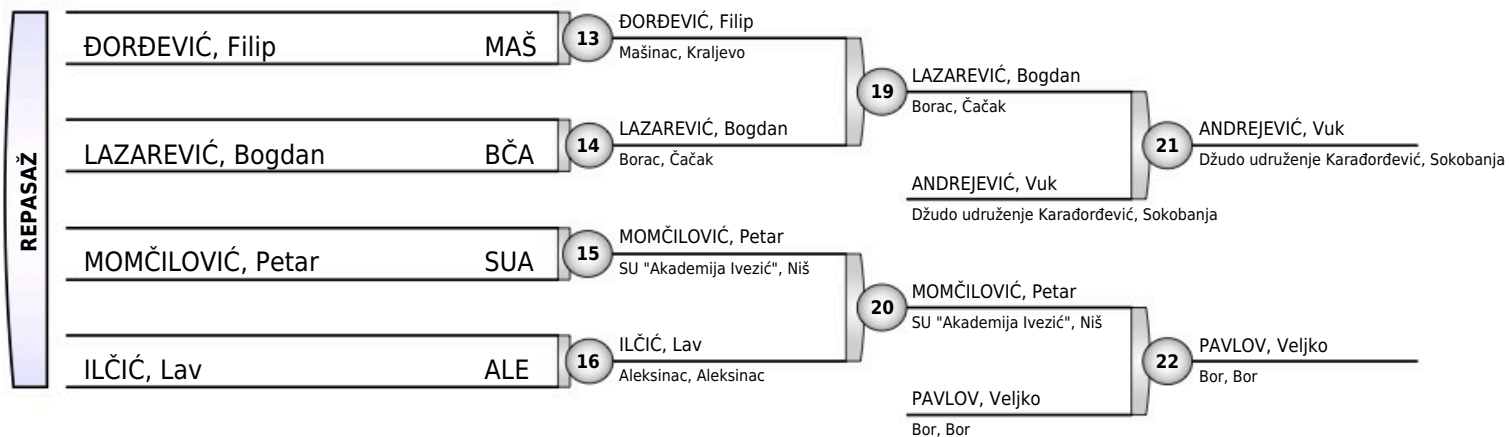 REPASAŽ
ĐORĐEVIĆ, Filip MAŠ
LAZAREVIĆ, Bogdan BČA
MOMČILOVIĆ, Petar SUA
ILČIĆ, Lav ALE
13
ĐORĐEVIĆ, Filip
Mašinac, Kraljevo
14
LAZAREVIĆ, Bogdan
Borac, Čačak
15
MOMČILOVIĆ, Petar
SU "Akademija Ivezić", Niš
16
ILČIĆ, Lav
Aleksinac, Aleksinac
19
LAZAREVIĆ, Bogdan
Borac, Čačak
ANDREJEVIĆ, Vuk
Džudo udruženje Karađorđević, Sokobanja
20
MOMČILOVIĆ, Petar
SU "Akademija Ivezić", Niš
PAVLOV, Veljko
Bor, Bor
21
ANDREJEVIĆ, Vuk
Džudo udruženje Karađorđević, Sokobanja
22
PAVLOV, Veljko
Bor, Bor